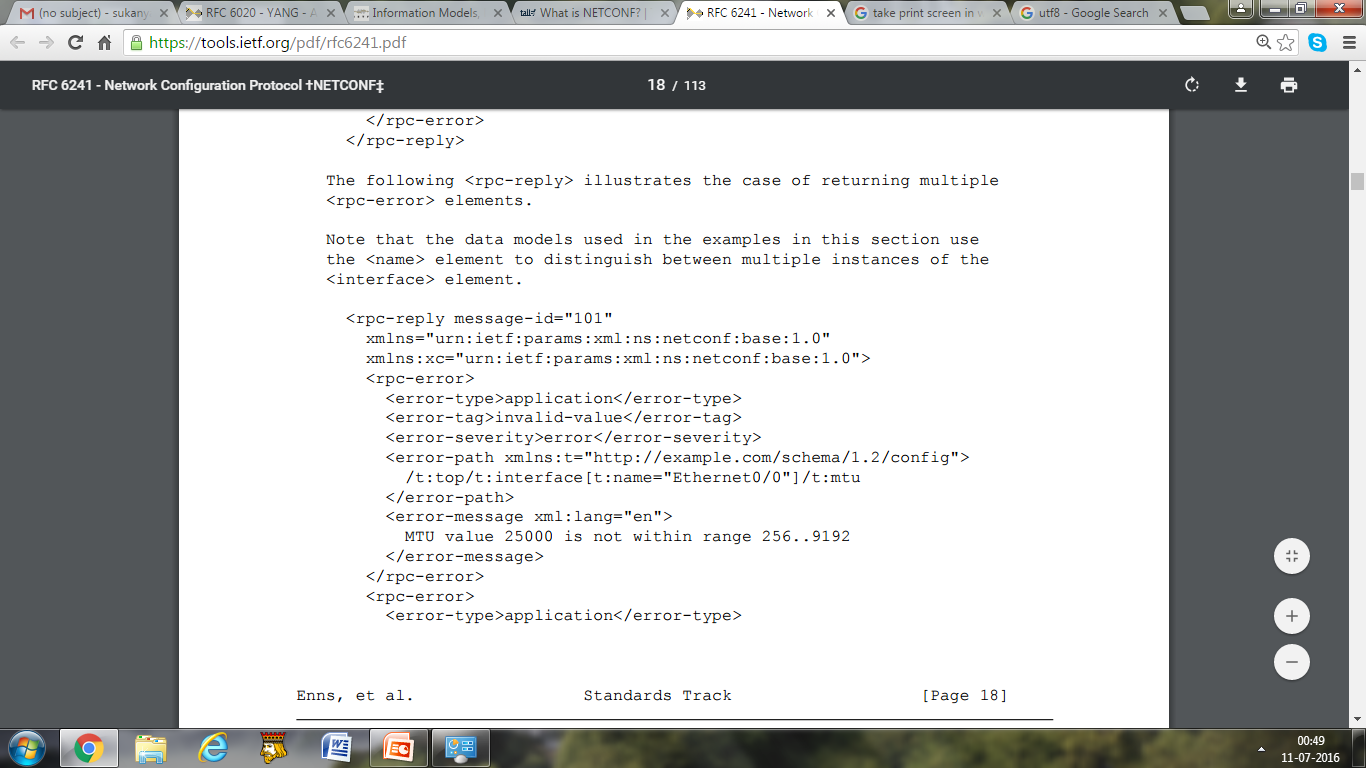 (no subject) - sukany
RFC 6020 - YANG - A
Information Models,
tail-f What is NETCONF? |
RFC 6241 - Network
take print screen in w
utf8 - Google Search
https://tools.ietf.org/pdf/rfc6241.pdf
RFC 6241 - Network Configuration Protocol †NETCONF‡
18 / 113
</rpc-error>
</rpc-reply>
The following <rpc-reply> illustrates the case of returning multiple
<rpc-error> elements.
Note that the data models used in the examples in this section use
the <name> element to distinguish between multiple instances of the
<interface> element.
<rpc-reply message-id="101"
xmlns="urn:ietf:params:xml:ns:netconf:base:1.0"
xmlns:xc="urn:ietf:params:xml:ns:netconf:base:1.0">
<rpc-error>
<error-type>application</error-type>
<error-tag>invalid-value</error-tag>
<error-severity>error</error-severity>
<error-path xmlns:t="http://example.com/schema/1.2/config">
/t:top/t:interface[t:name="Ethernet0/0"]/t:mtu
</error-path>
<error-message xml:lang="en">
MTU value 25000 is not within range 256..9192
</error-message>
</rpc-error>
<rpc-error>
<error-type>application</error-type>
Enns, et al. Standards Track [Page 18]
00:49
11-07-2016